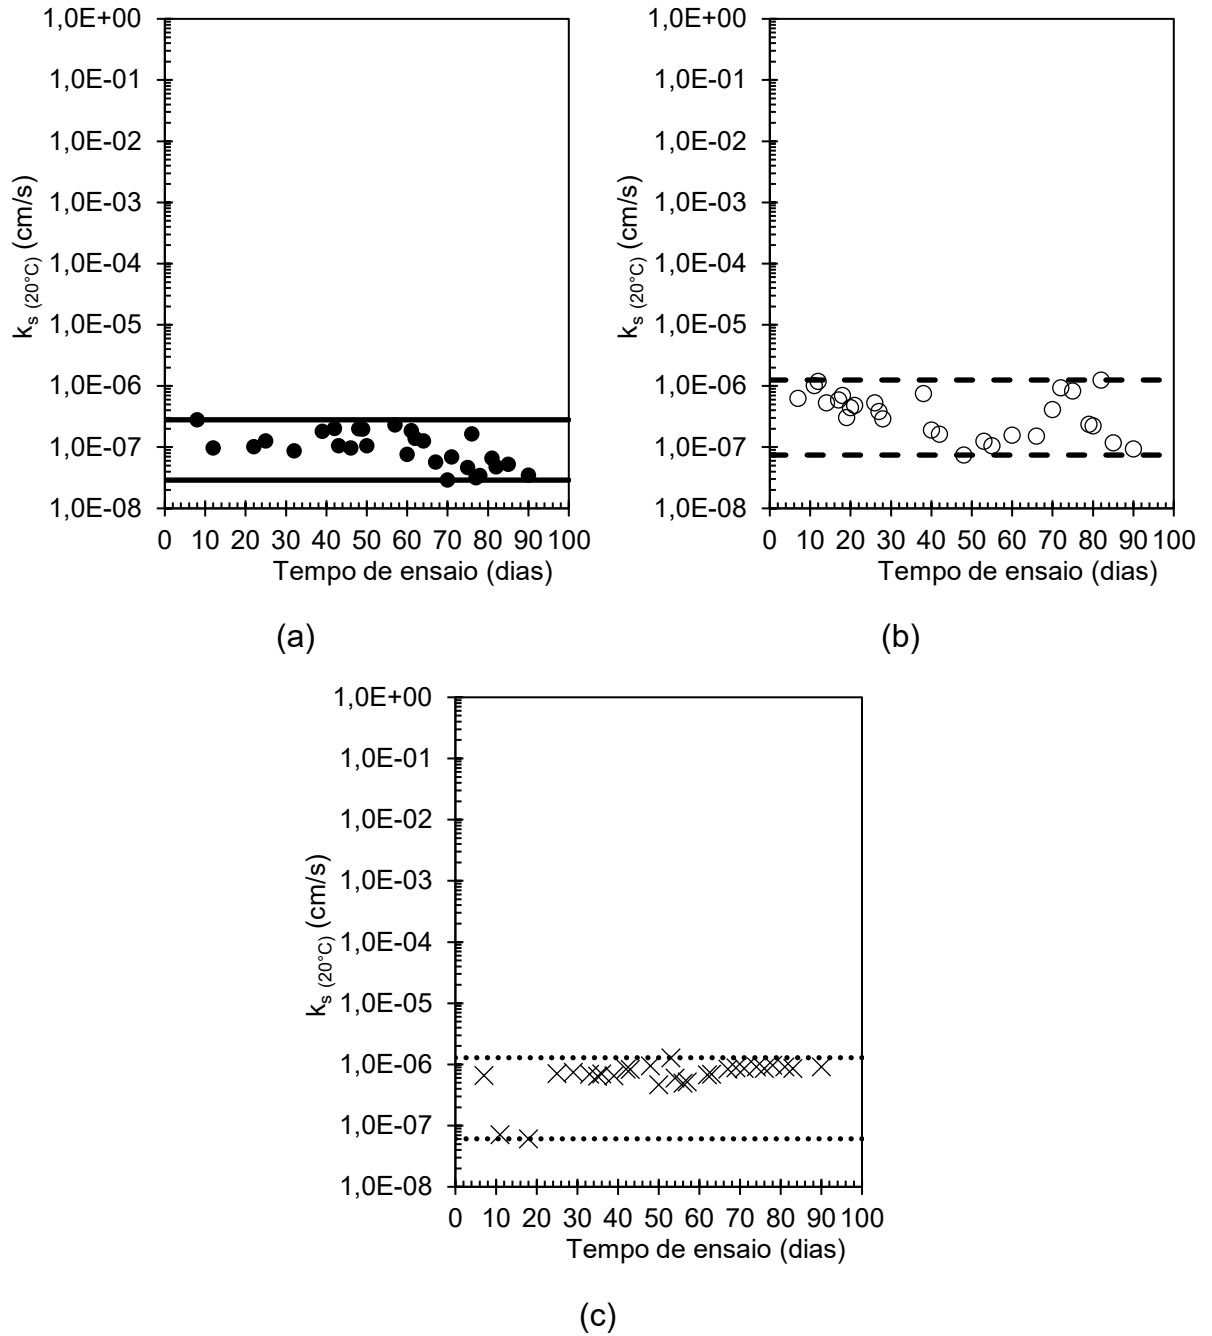 1,0E+00
1,0E-01
1,0E-02
1,0E-03
1,0E-04
1,0E-05
1,0E-06
1,0E-07
1,0E-08
ks (20°C) (cm/s)
0 10 20 30 40 50 60 70 80 90 100
Tempo de ensaio (dias)
(a)
1,0E+00
1,0E-01
1,0E-02
1,0E-03
1,0E-04
1,0E-05
1,0E-06
1,0E-07
1,0E-08
ks (20°C) (cm/s)
0 10 20 30 40 50 60 70 80 90 100
Tempo de ensaio (dias)
(b)
1,0E+00
1,0E-01
1,0E-02
1,0E-03
1,0E-04
1,0E-05
1,0E-06
1,0E-07
1,0E-08
ks (20°C) (cm/s)
0 10 20 30 40 50 60 70 80 90 100
Tempo de ensaio (dias)
(c)